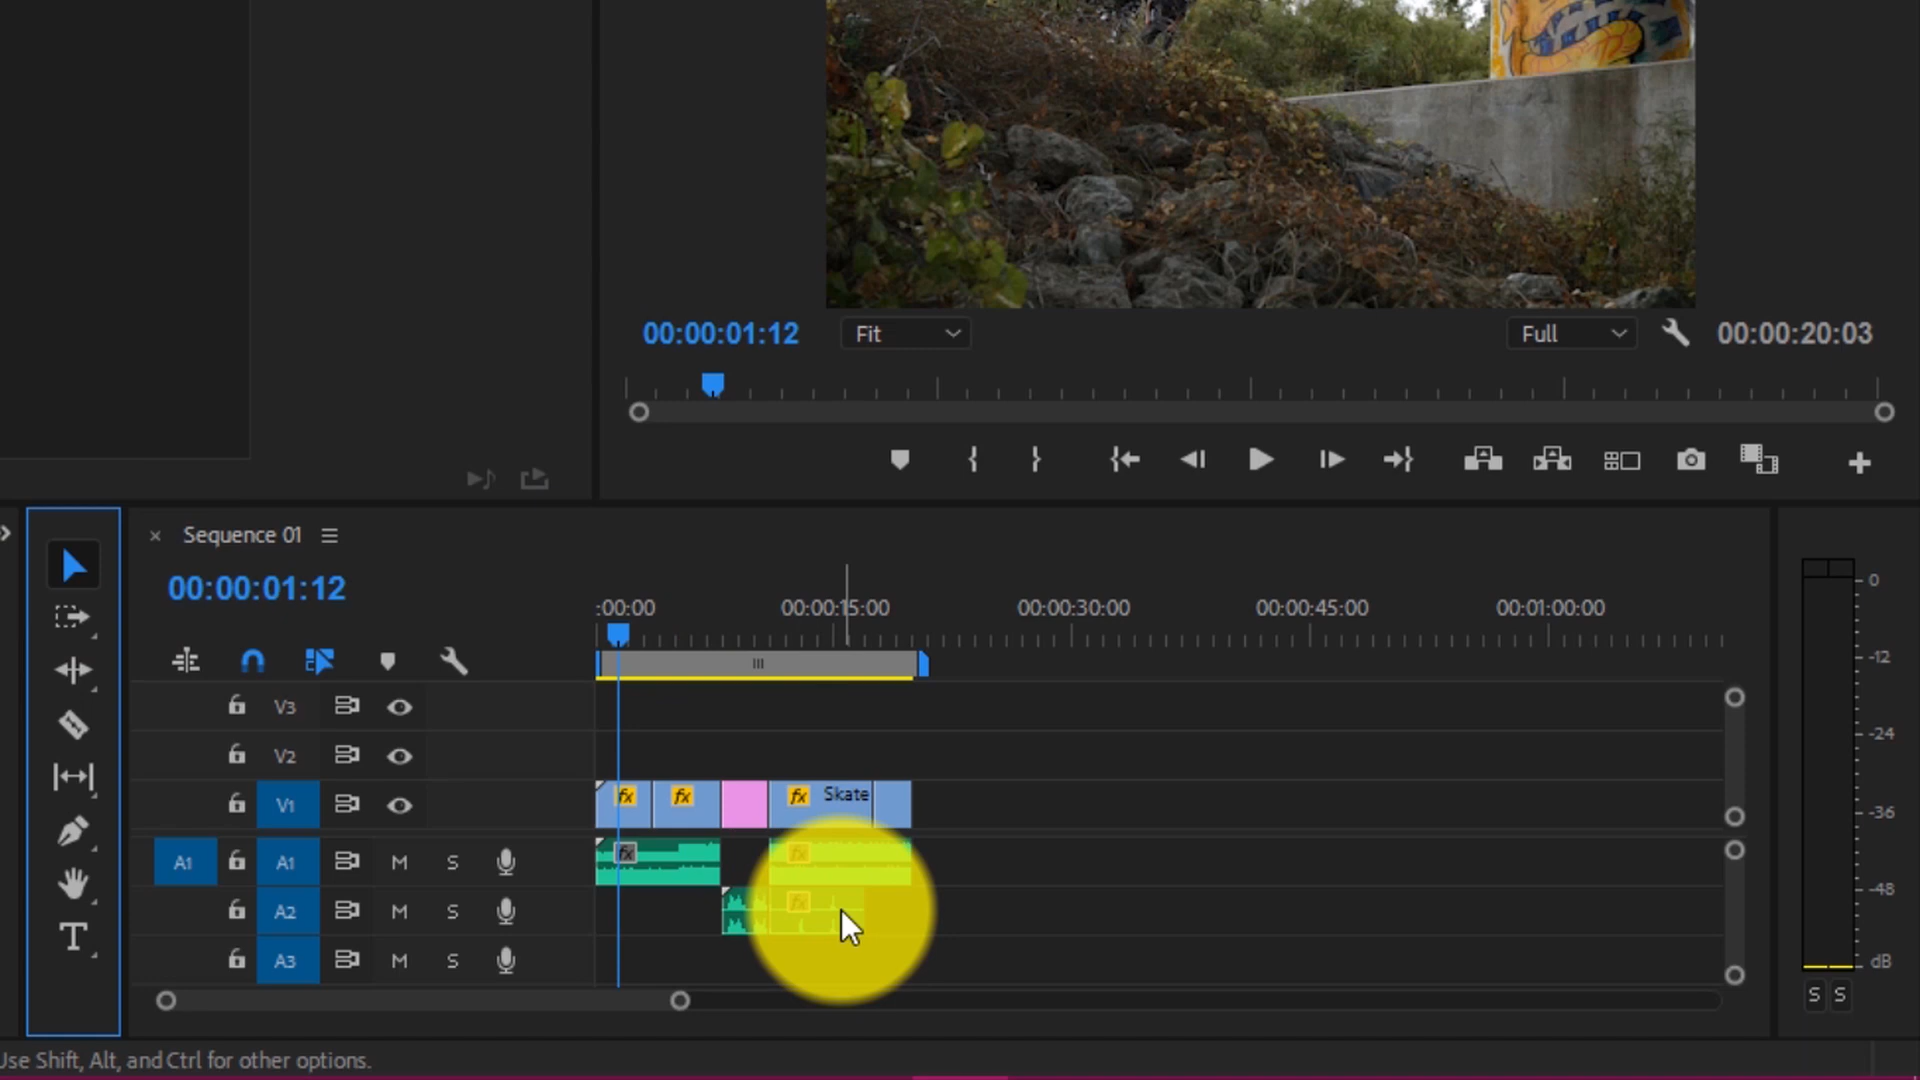 00:00:01:12 Fit Full 00:00:20:03
Sequence 01
00:00:01:12
:00:00 00:00:15:00 00:00:30:00 00:00:45:00 00:01:00:00
V3
V2
V1 fx fx fx Skate
A1 A1 M S fx fx
A2 M S fx
A3 M S
0
-12
-24
-36
-48
dB
S S
T
Use Shift, Alt, and Ctrl for other options.